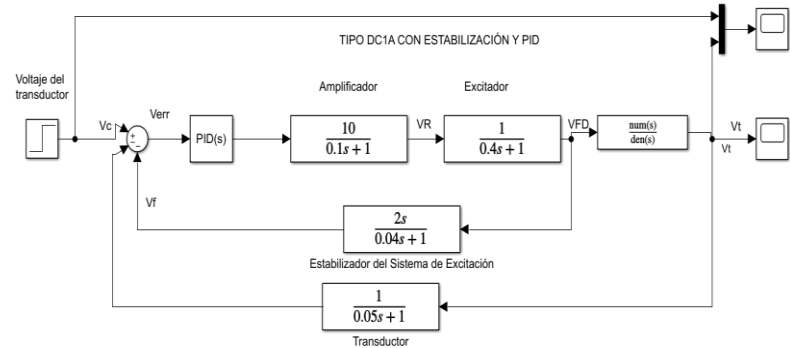 TIPO DC1A CON ESTABILIZACIÓN Y PID
Voltaje del
transductor
Amplificador
Excitador
Vc
Verr
PID(s)
10
0.1s + 1
VR
1
0.4s + 1
VFD
num(s)
den(s)
Vt
Vt
Vf
2s
0.04s + 1
Estabilizador del Sistema de Excitación
1
0.05s + 1
Transductor